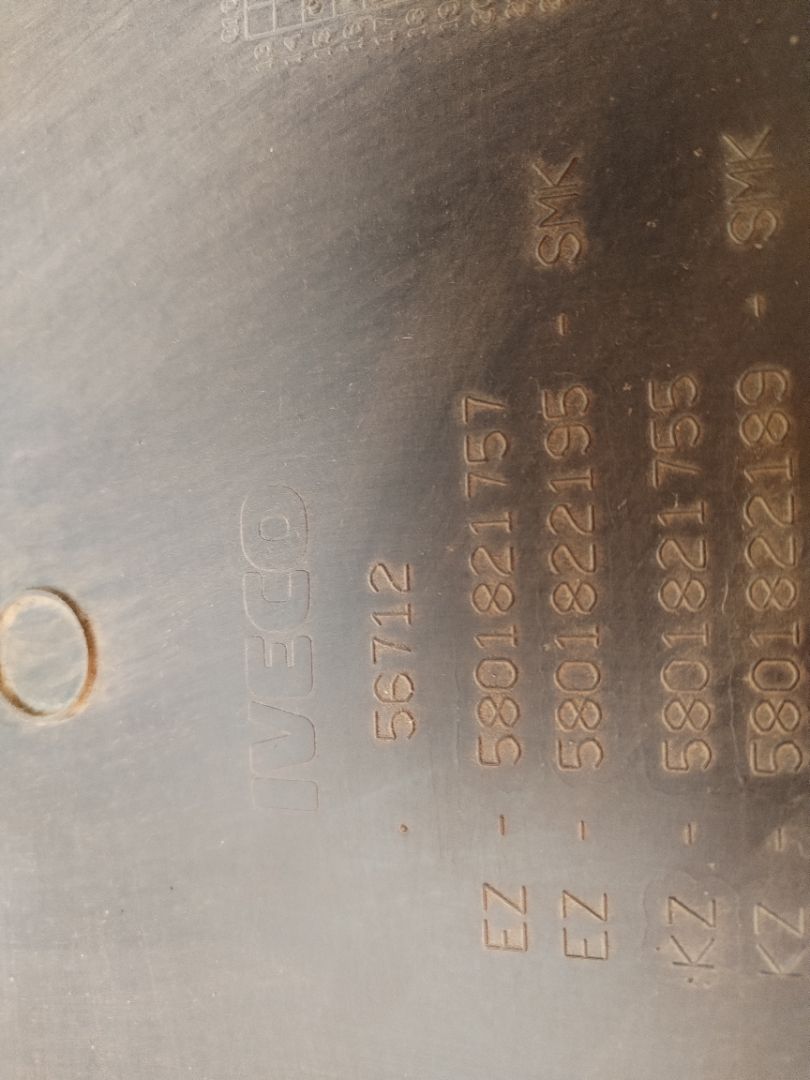 IVECO
56712
EZ - 5801821757
EZ - 5801822195 - SMK
KZ - 5801821755
KZ - 5801822189 - SMK